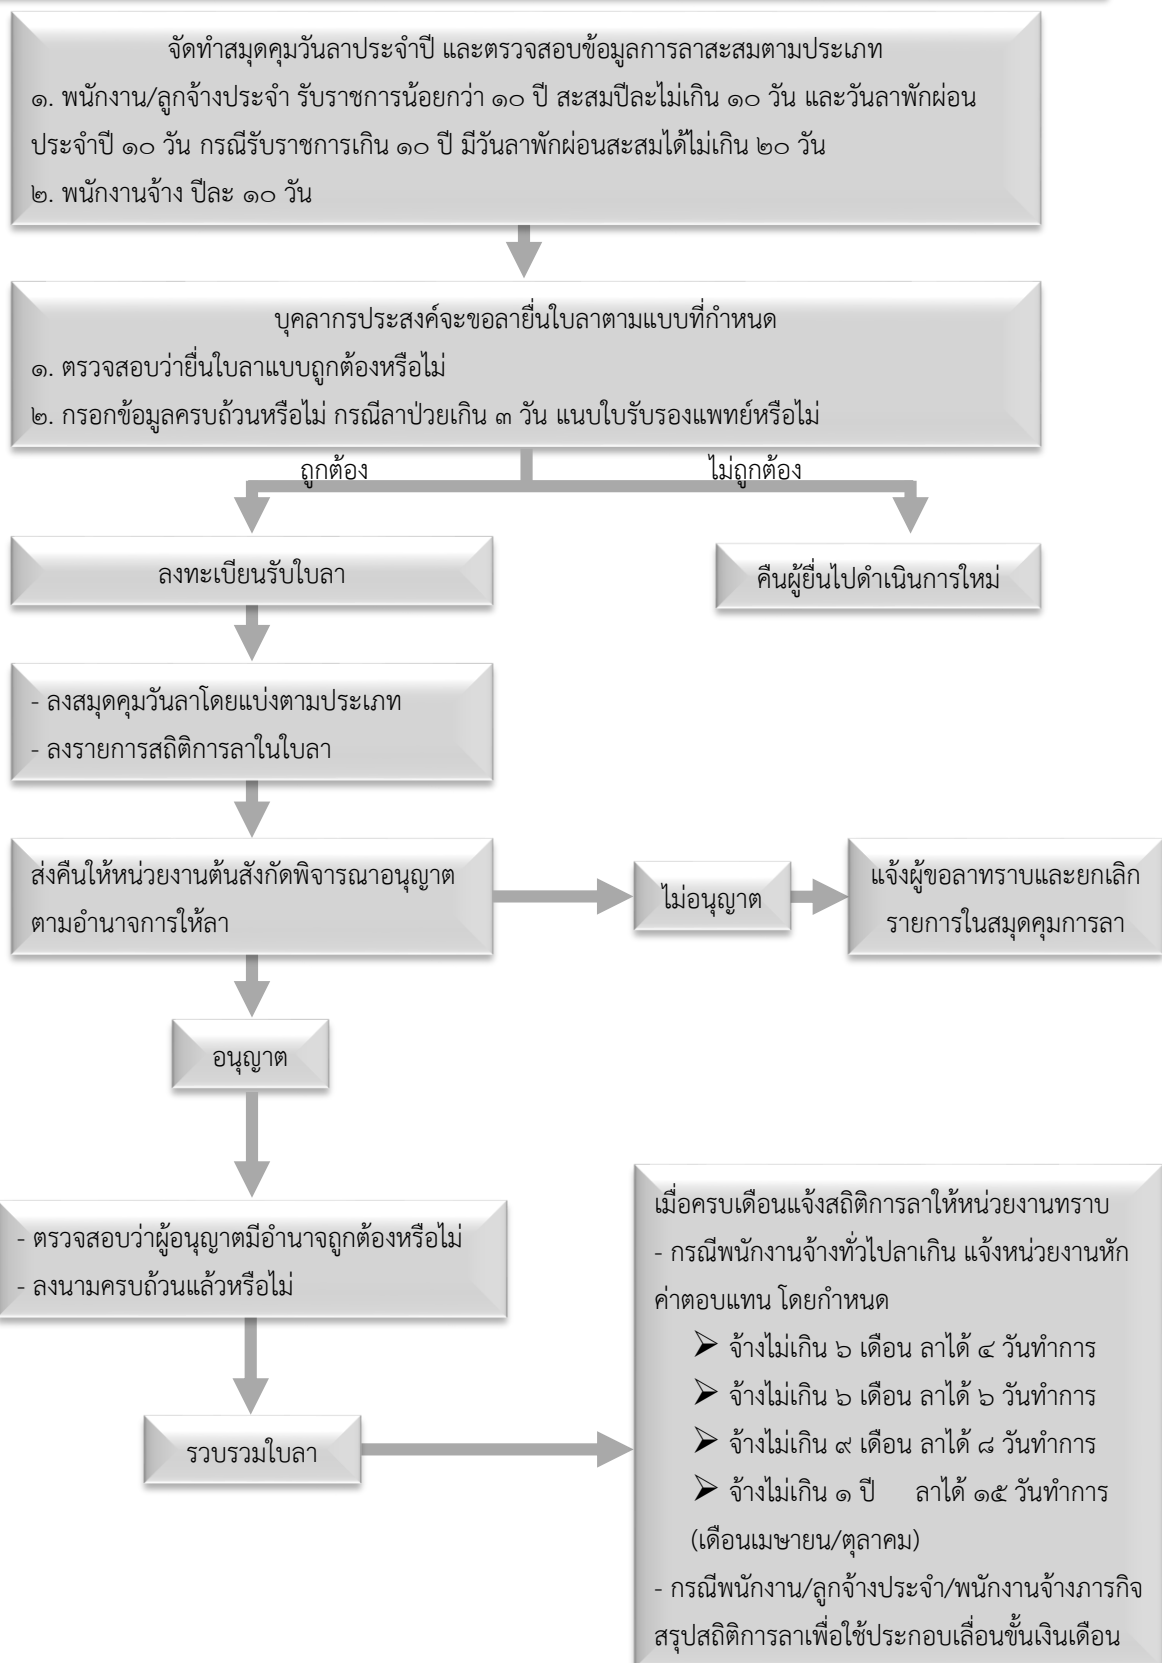 จัดทำสมุดคุมวันลาประจำปี และตรวจสอบข้อมูลการลาสะสมตามประเภท
๑. พนักงาน/ลูกจ้างประจำ รับราชการน้อยกว่า ๑๐ ปี สะสมปีละไม่เกิน ๑๐ วัน และวันลาพักผ่อน
ประจำปี ๑๐ วัน กรณีรับราชการเกิน ๑๐ ปี มีวันลาพักผ่อนสะสมได้ไม่เกิน ๒๐ วัน
๒. พนักงานจ้าง ปีละ ๑๐ วัน
บุคลากรประสงค์จะขอลายื่นใบลาตามแบบที่กำหนด
๑. ตรวจสอบว่ายื่นใบลาแบบถูกต้องหรือไม่
๒. กรอกข้อมูลครบถ้วนหรือไม่ กรณีลาป่วยเกิน ๓ วัน แนบใบรับรองแพทย์หรือไม่
ถูกต้อง
ไม่ถูกต้อง
ลงทะเบียนรับใบลา
คืนผู้ยื่นไปดำเนินการใหม่
- ลงสมุดคุมวันลาโดยแบ่งตามประเภท
- ลงรายการสถิติการลาในใบลา
ส่งคืนให้หน่วยงานต้นสังกัดพิจารณาอนุญาต
ตามอำนาจการให้ลา
ไม่อนุญาต
แจ้งผู้ขอลาทราบและยกเลิก
รายการในสมุดคุมการลา
อนุญาต
- ตรวจสอบว่าผู้อนุญาตมีอำนาจถูกต้องหรือไม่
- ลงนามครบถ้วนแล้วหรือไม่
รวบรวมใบลา
เมื่อครบเดือนแจ้งสถิติการลาให้หน่วยงานทราบ
- กรณีพนักงานจ้างทั่วไปลาเกิน แจ้งหน่วยงานหัก
ค่าตอบแทน โดยกำหนด
➢ จ้างไม่เกิน ๖ เดือน ลาได้ ๔ วันทำการ
➢ จ้างไม่เกิน ๖ เดือน ลาได้ ๖ วันทำการ
➢ จ้างไม่เกิน ๙ เดือน ลาได้ ๘ วันทำการ
➢ จ้างไม่เกิน ๑ ปี ลาได้ ๑๕ วันทำการ
(เดือนเมษายน/ตุลาคม)
- กรณีพนักงาน/ลูกจ้างประจำ/พนักงานจ้างภารกิจ
สรุปสถิติการลาเพื่อใช้ประกอบเลื่อนขั้นเงินเดือน